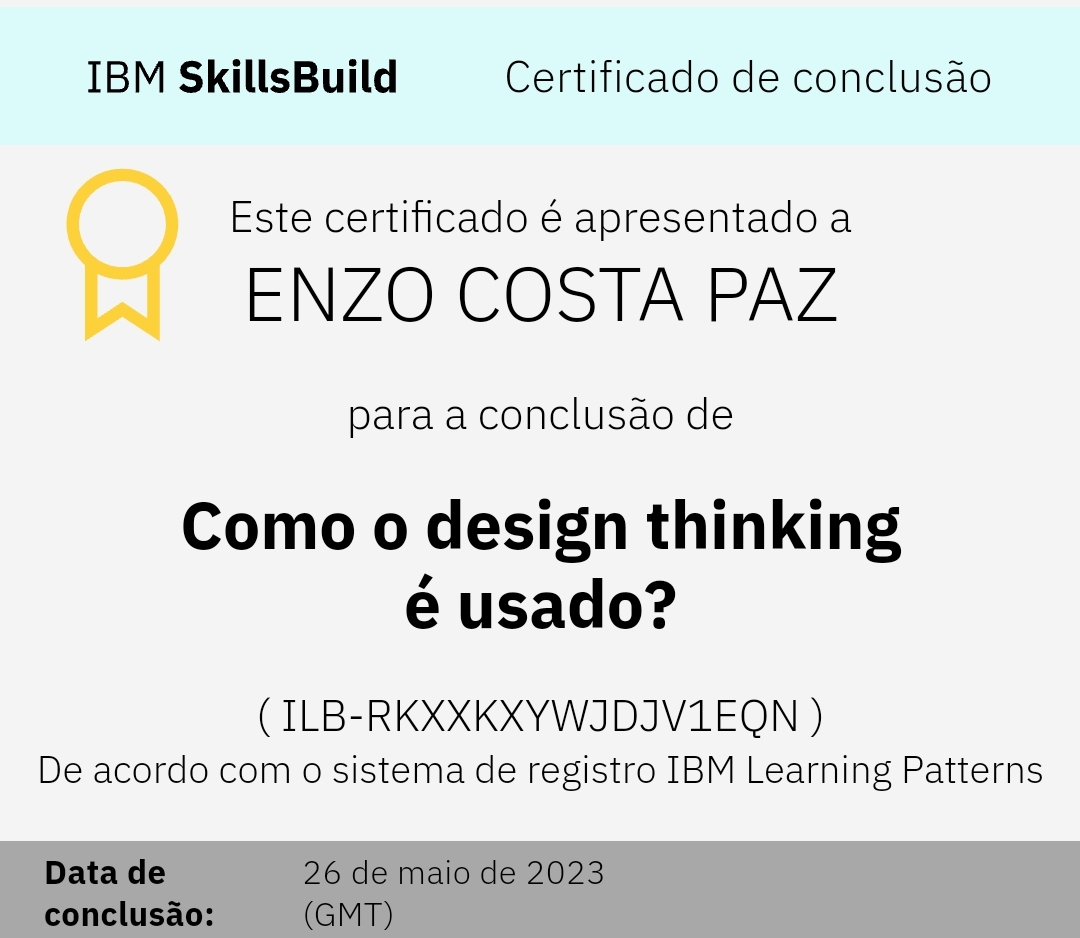 IBM SkillsBuild Certificado de conclusão
Este certificado é apresentado a
ENZO COSTA PAZ
para a conclusão de
Como o design thinking
é usado?
( ILB-RKXXKXYWJDJV1EQN )
De acordo com o sistema de registro IBM Learning Patterns
Data de conclusão:
26 de maio de 2023
(GMT)